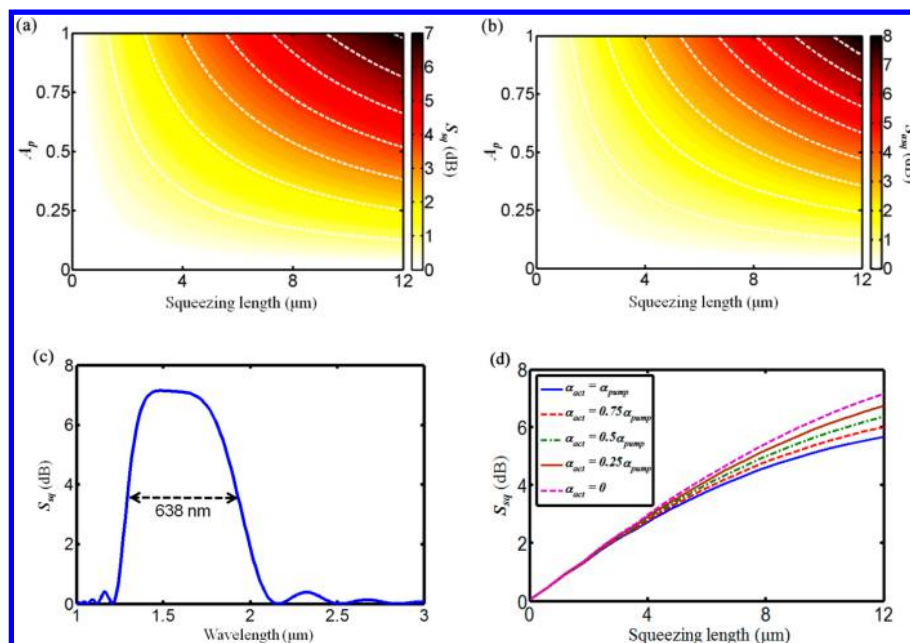 (a)
1
0.75
0.5
0.25
0
A_p
0 4 8 12
Squeezing length (μm)
7
6
5
4
3
2
1
0
S_sq (dB)
(b)
1
0.75
0.5
0.25
0
A_p
0 4 8 12
Squeezing length (μm)
8
7
6
5
4
3
2
1
0
S_asq (dB)
(c)
8
6
4
2
0
S_sq (dB)
638 nm
1 1.5 2 2.5 3
Wavelength (μm)
(d)
8
6
4
2
0
S_sq (dB)
α_act = α_pump
α_act = 0.75α_pump
α_act = 0.5α_pump
α_act = 0.25α_pump
α_act = 0
0 4 8 12
Squeezing length (μm)